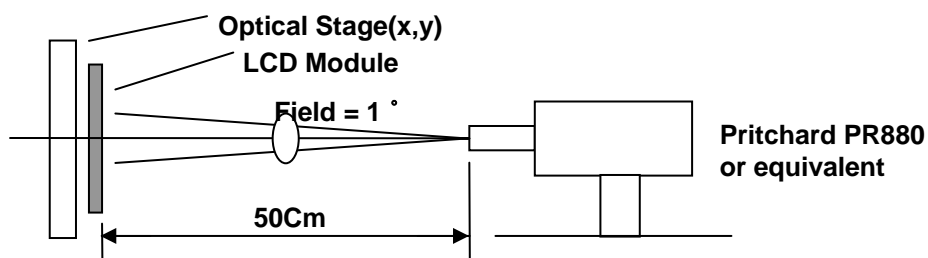 Optical Stage(x,y)
LCD Module
Field = 1 ˚
Pritchard PR880
or equivalent
50Cm